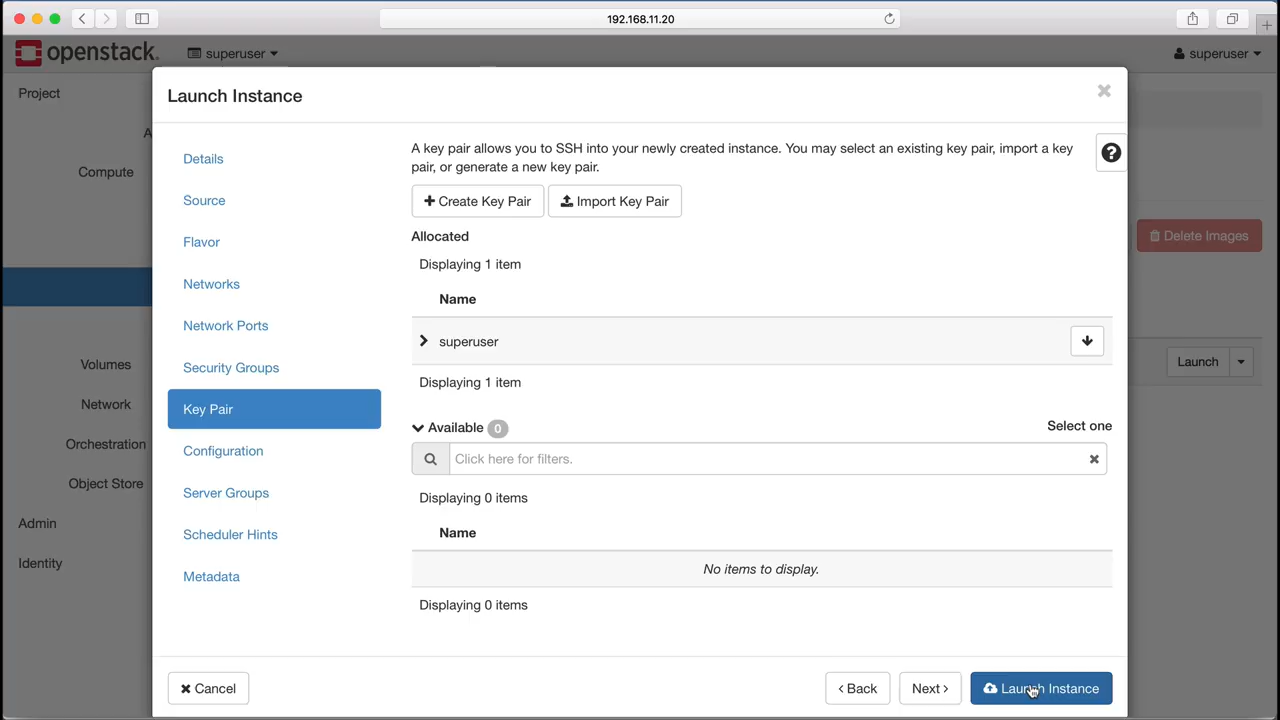 192.168.11.20
openstack.
superuser
superuser
Project
A
Compute
Volumes
Network
Orchestration
Object Store
Admin
Identity
Delete Images
Launch
Launch Instance
Details
Source
Flavor
Networks
Network Ports
Security Groups
Key Pair
Configuration
Server Groups
Scheduler Hints
Metadata
A key pair allows you to SSH into your newly created instance. You may select an existing key pair, import a key
pair, or generate a new key pair.
Create Key Pair
Import Key Pair
Allocated
Displaying 1 item
Name
superuser
Displaying 1 item
Available 0
Select one
Click here for filters.
Displaying 0 items
Name
No items to display.
Displaying 0 items
Cancel
Back
Next
Launch Instance